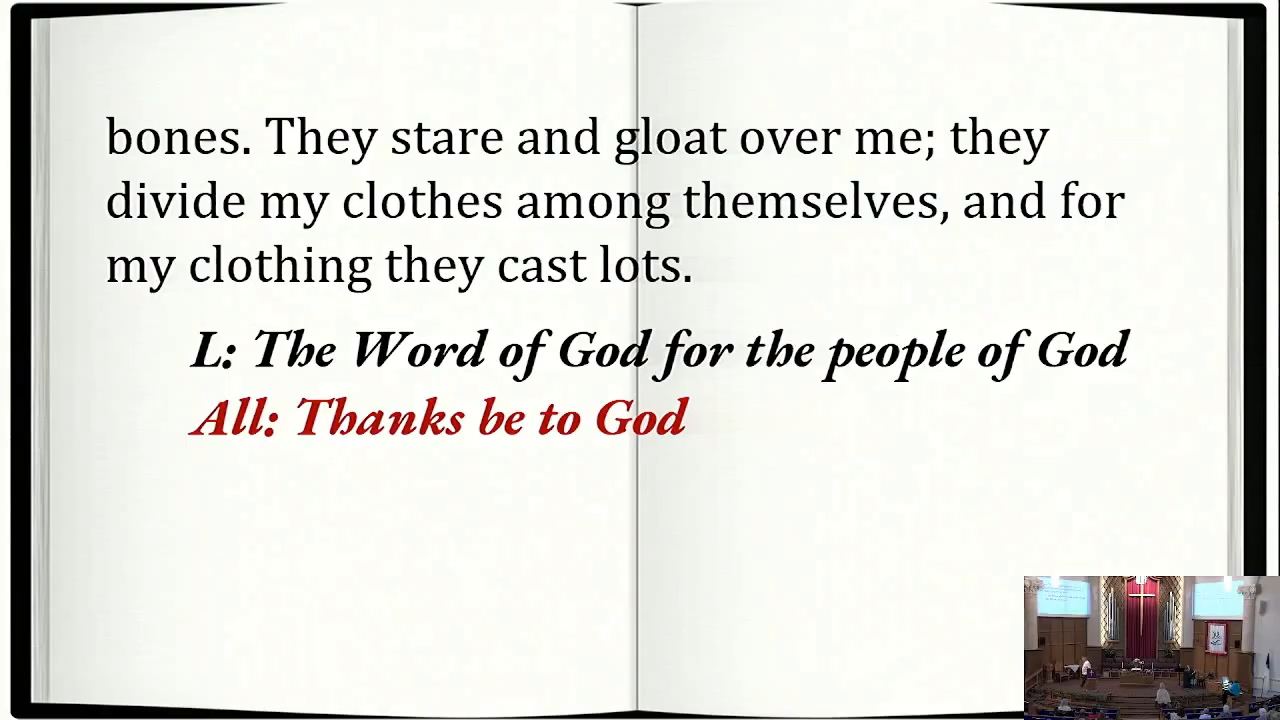 bones. They stare and gloat over me; they
divide my clothes among themselves, and for
my clothing they cast lots.
L: The Word of God for the people of God
All: Thanks be to God